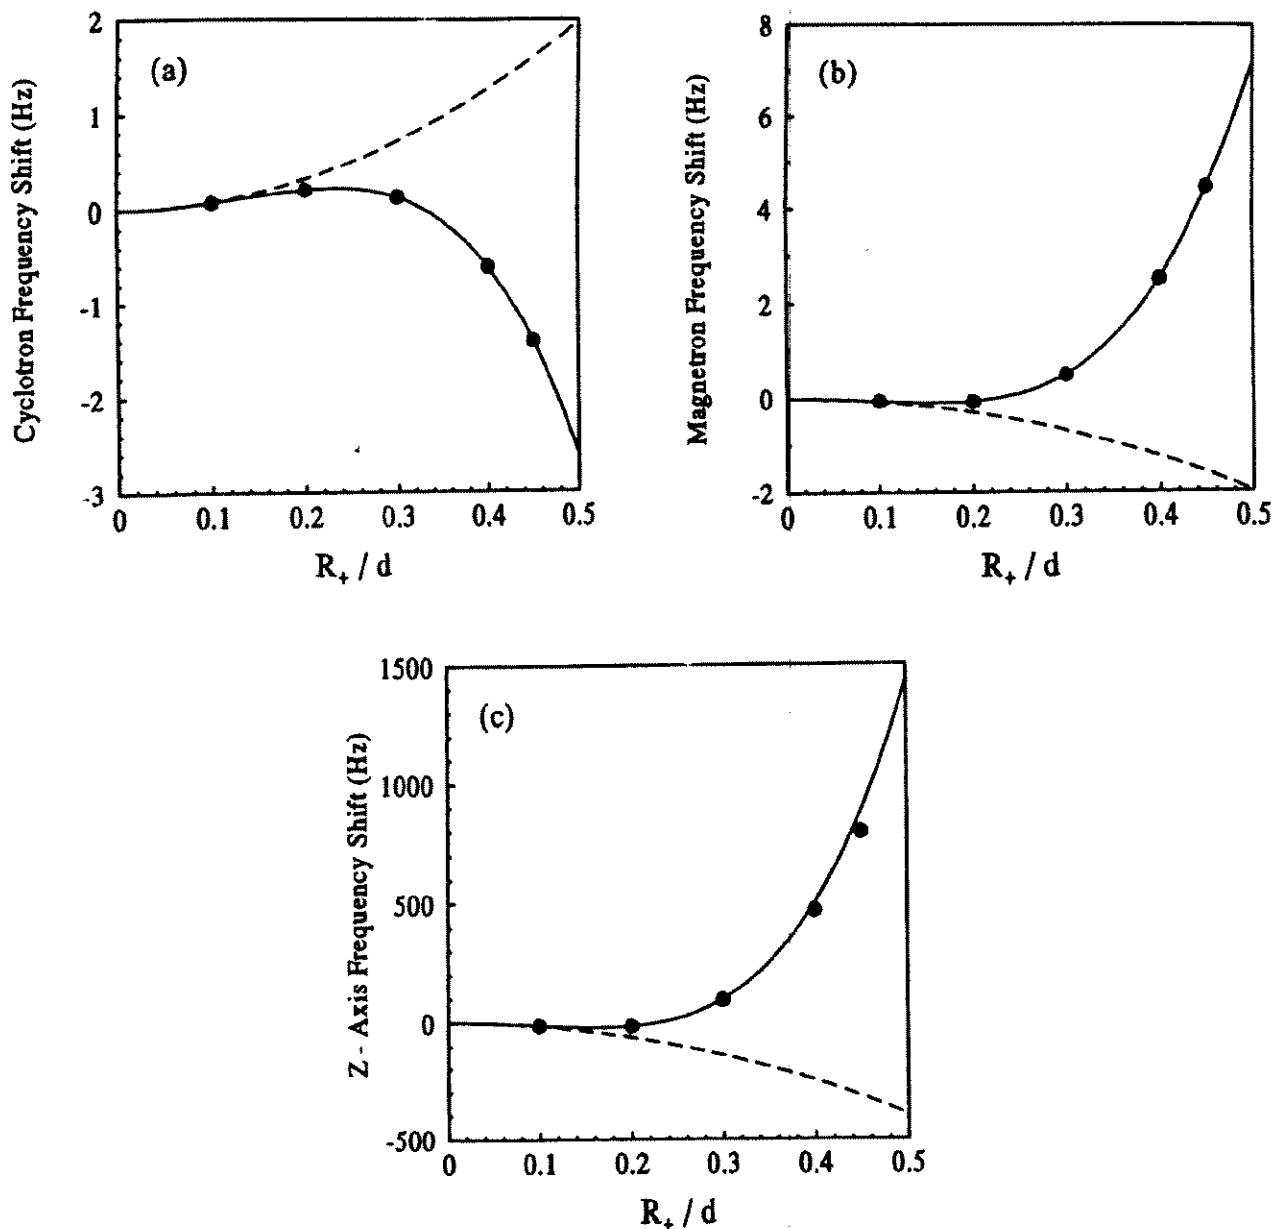 (a)
Cyclotron Frequency Shift (Hz)
2
1
0
-1
-2
-3
0 0.1 0.2 0.3 0.4 0.5
R₊ / d
(b)
Magnetron Frequency Shift (Hz)
8
6
4
2
0
-2
0 0.1 0.2 0.3 0.4 0.5
R₊ / d
(c)
Z - Axis Frequency Shift (Hz)
1500
1000
500
0
-500
0 0.1 0.2 0.3 0.4 0.5
R₊ / d